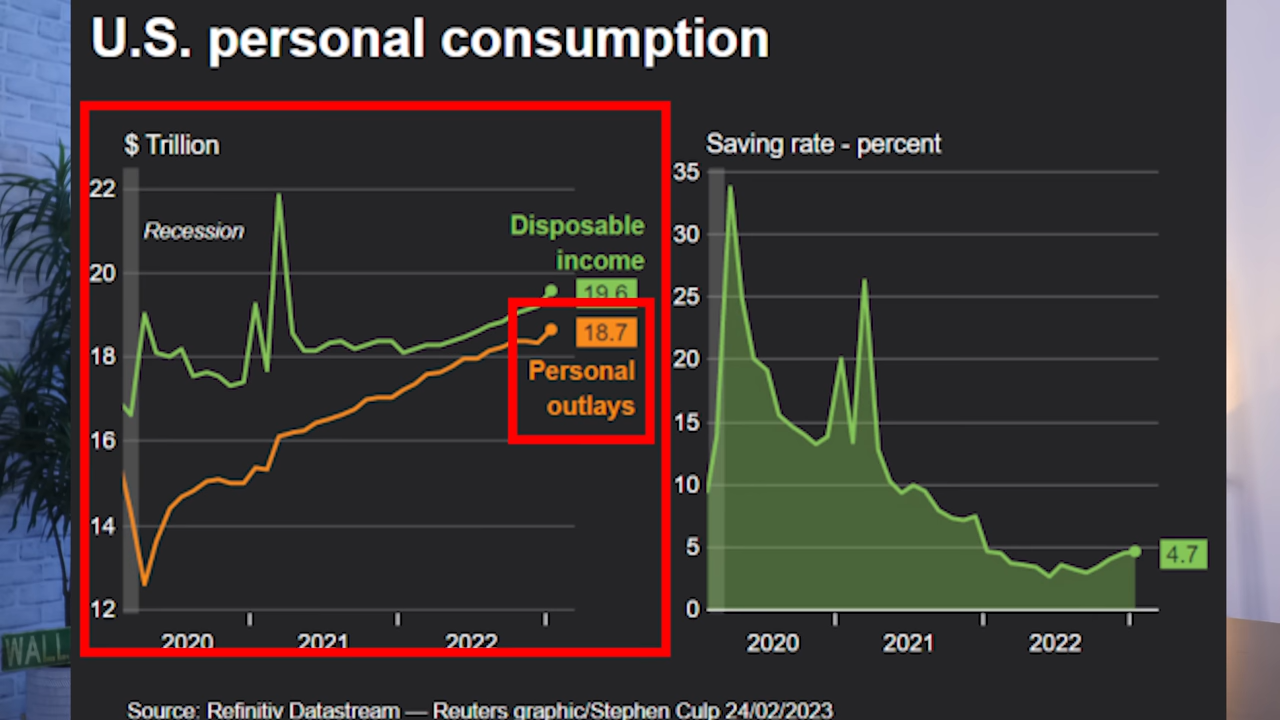 U.S. personal consumption
$ Trillion
22
20
18
16
14
12
Recession
Disposable
income
19.6
18.7
Personal
outlays
2020 2021 2022
Saving rate - percent
35
30
25
20
15
10
5
0
4.7
2020 2021 2022
WALL
Source: Refinitiv Datastream — Reuters graphic/Stephen Culp 24/02/2023